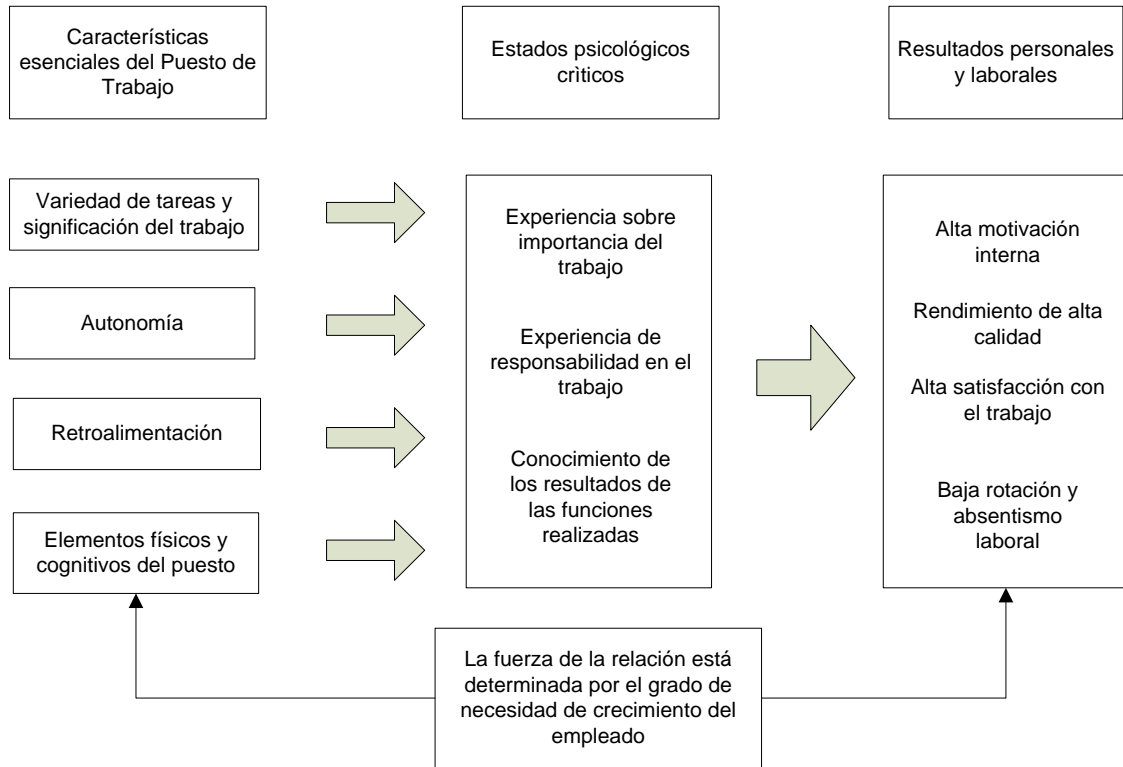 Características
esenciales del Puesto de
Trabajo
Estados psicológicos
crìticos
Resultados personales
y laborales
Variedad de tareas y
significación del trabajo
Autonomía
Retroalimentación
Elementos físicos y
cognitivos del puesto
Experiencia sobre
importancia del
trabajo
Experiencia de
responsabilidad en el
trabajo
Conocimiento de
los resultados de
las funciones
realizadas
Alta motivación
interna
Rendimiento de alta
calidad
Alta satisfacción con
el trabajo
Baja rotación y
absentismo
laboral
La fuerza de la relación está
determinada por el grado de
necesidad de crecimiento del
empleado